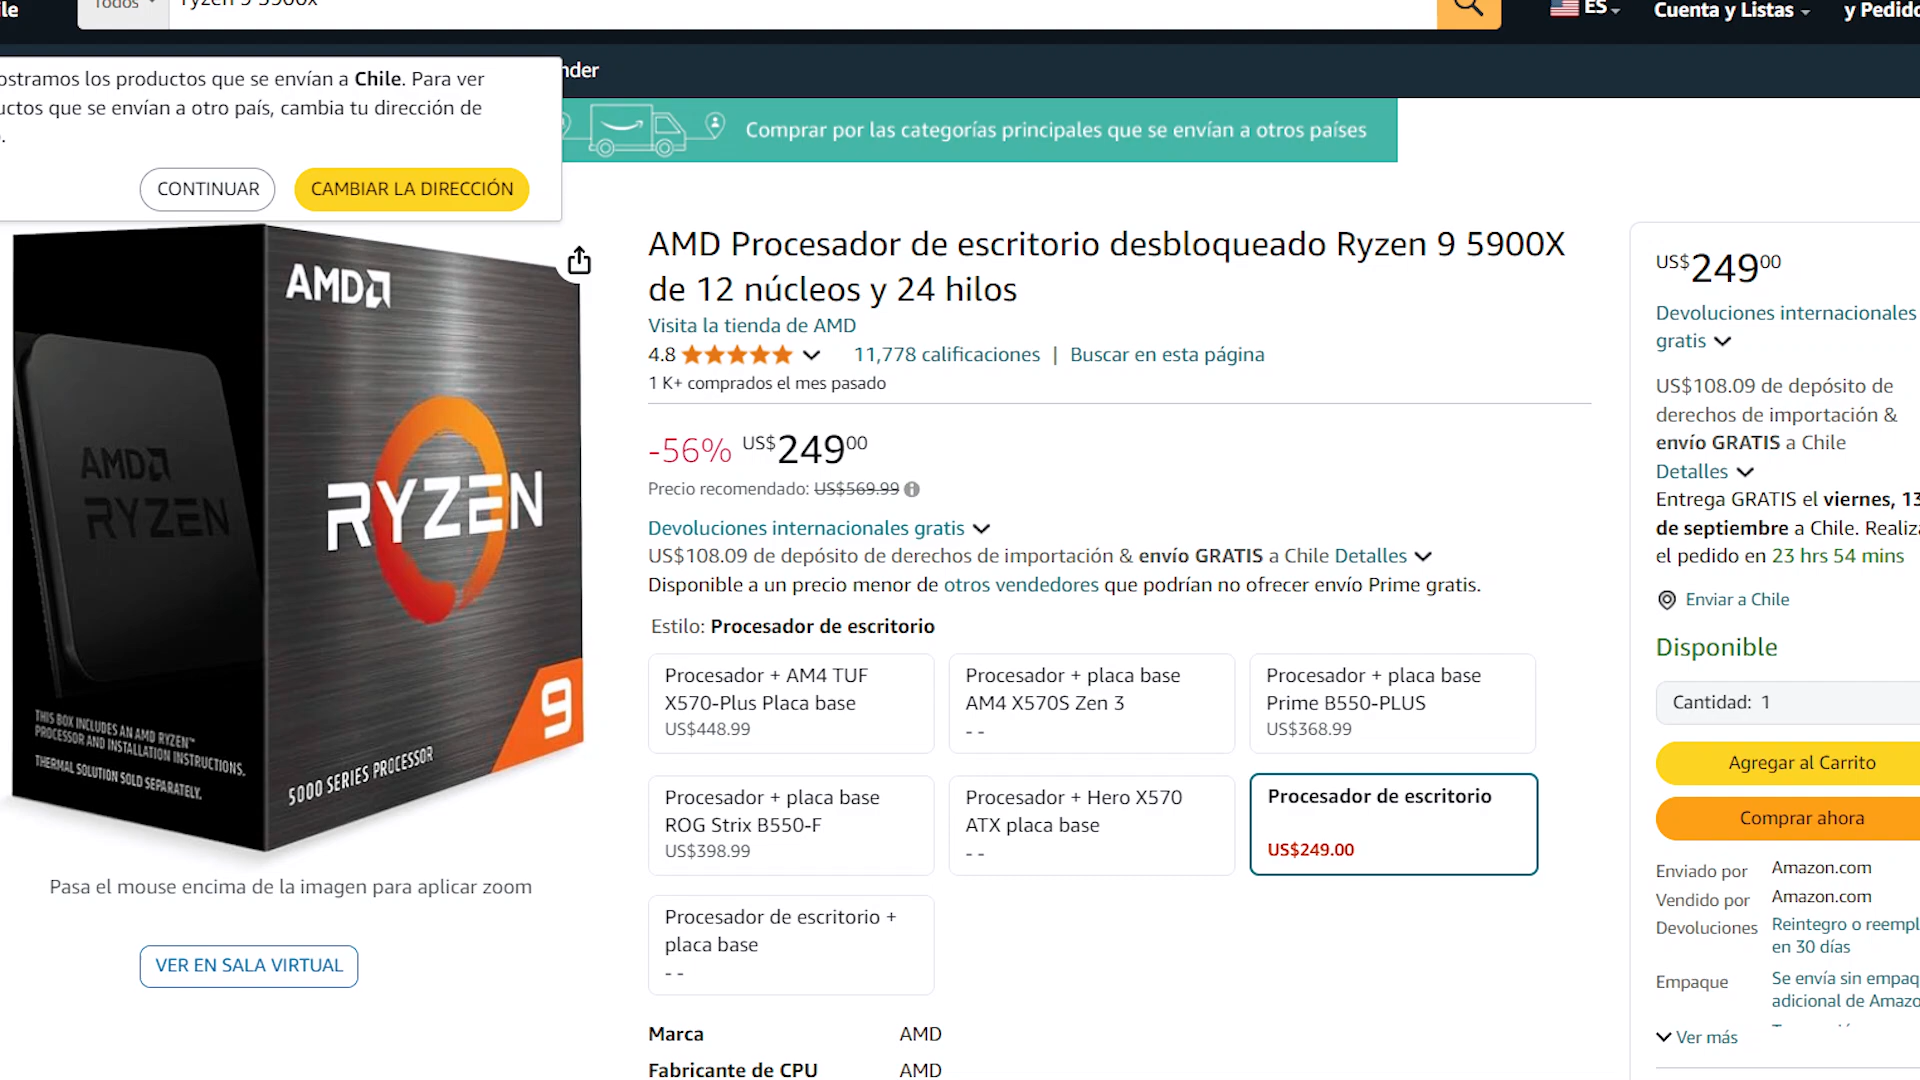 Todos
ryzen 9 5900x
ES
Cuenta y Listas
y Pedido
ostramos los productos que se envían a Chile. Para ver
uctos que se envían a otro país, cambia tu dirección de
CONTINUAR
CAMBIAR LA DIRECCIÓN
nder
Comprar por las categorías principales que se envían a otros países
AMD
RYZEN
AMD
RYZEN
9
THIS BOX INCLUDES AN AMD RYZEN™
PROCESSOR AND INSTALLATION INSTRUCTIONS.
THERMAL SOLUTION SOLD SEPARATELY.
5000 SERIES PROCESSOR
Pasa el mouse encima de la imagen para aplicar zoom
VER EN SALA VIRTUAL
AMD Procesador de escritorio desbloqueado Ryzen 9 5900X
de 12 núcleos y 24 hilos
Visita la tienda de AMD
4.8 11,778 calificaciones | Buscar en esta página
1 K+ comprados el mes pasado
-56% US$24900
Precio recomendado: US$569.99
Devoluciones internacionales gratis
US$108.09 de depósito de derechos de importación & envío GRATIS a Chile Detalles
Disponible a un precio menor de otros vendedores que podrían no ofrecer envío Prime gratis.
Estilo: Procesador de escritorio
Procesador + AM4 TUF
X570-Plus Placa base
US$448.99
Procesador + placa base
AM4 X570S Zen 3
- -
Procesador + placa base
Prime B550-PLUS
US$368.99
Procesador + placa base
ROG Strix B550-F
US$398.99
Procesador + Hero X570
ATX placa base
- -
Procesador de escritorio
US$249.00
Procesador de escritorio +
placa base
- -
Marca AMD
Fabricante de CPU AMD
US$24900
Devoluciones internacionales
gratis
US$108.09 de depósito de
derechos de importación &
envío GRATIS a Chile
Detalles
Entrega GRATIS el viernes, 13
de septiembre a Chile. Realiza
el pedido en 23 hrs 54 mins
Enviar a Chile
Disponible
Cantidad: 1
Agregar al Carrito
Comprar ahora
Enviado por Amazon.com
Vendido por Amazon.com
Devoluciones Reintegro o reempl
en 30 días
Empaque Se envía sin empaq
adicional de Amazo
Ver más